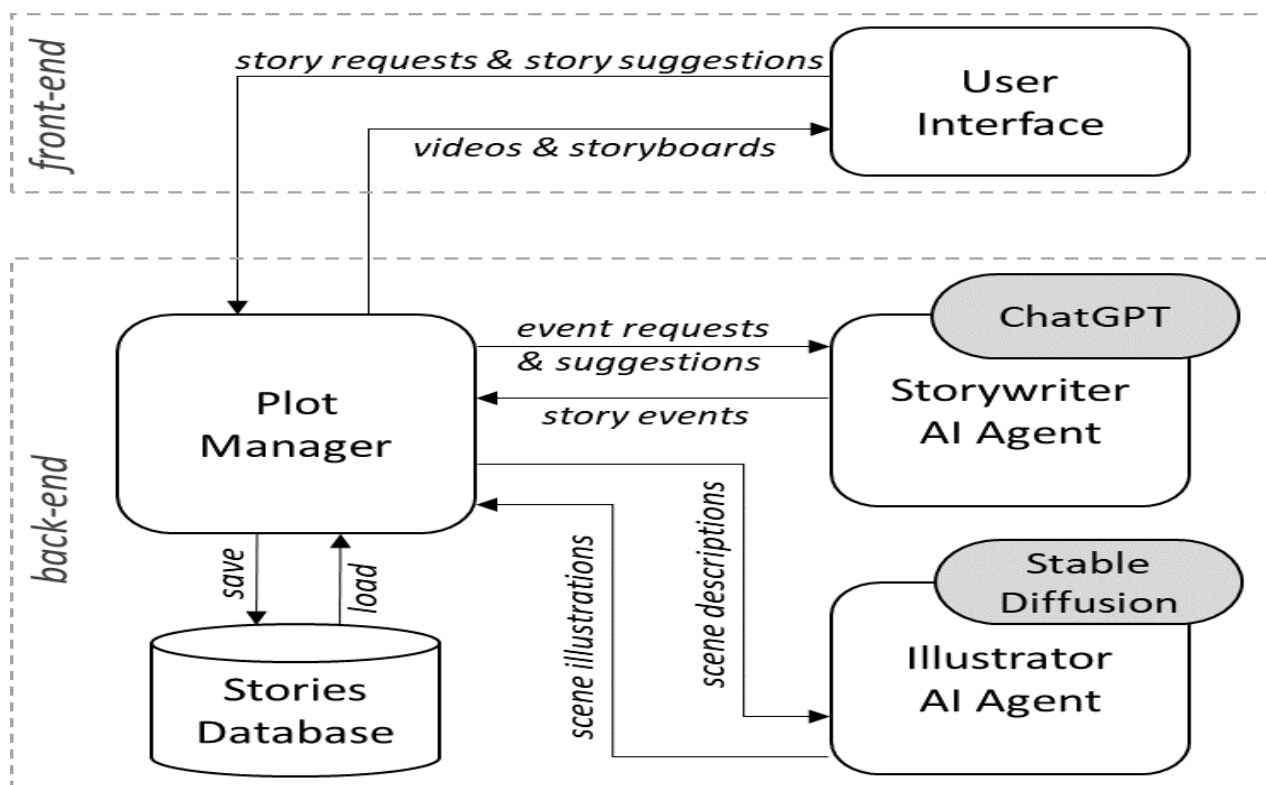 front-end
story requests & story suggestions
User
Interface
videos & storyboards
back-end
Plot
Manager
event requests
& suggestions
story events
ChatGPT
Storywriter
AI Agent
save
load
scene illustrations
scene descriptions
Stable
Diffusion
Illustrator
AI Agent
Stories
Database